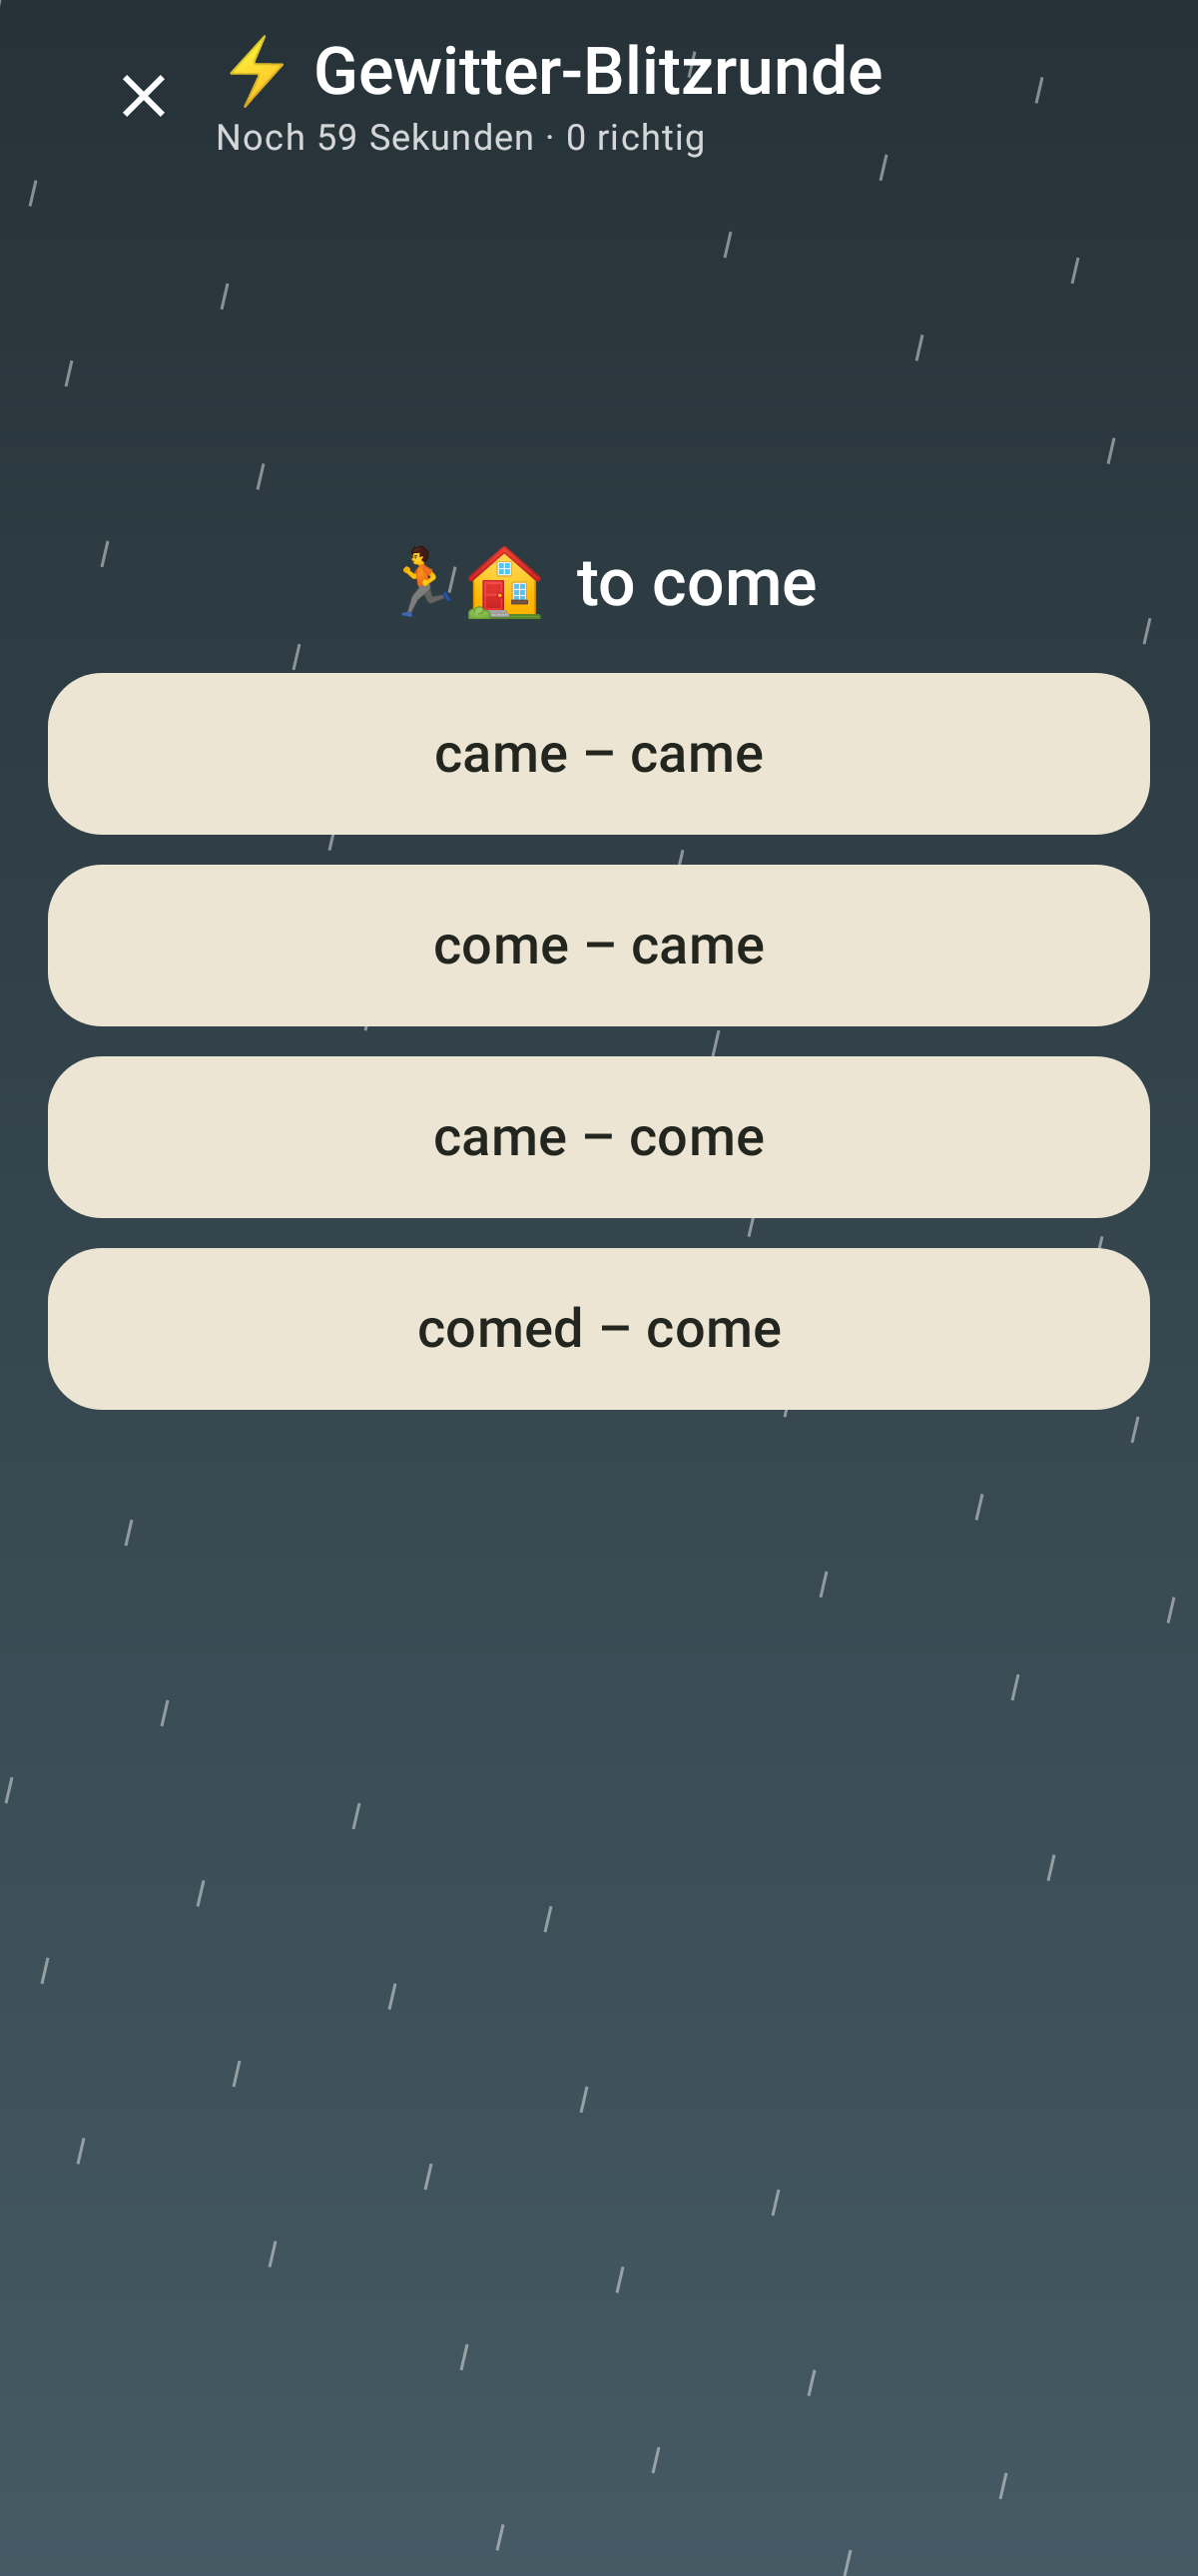 ⚡ Gewitter-Blitzrunde
Noch 59 Sekunden · 0 richtig
🏃🏠 to come
came – came
come – came
came – come
comed – come